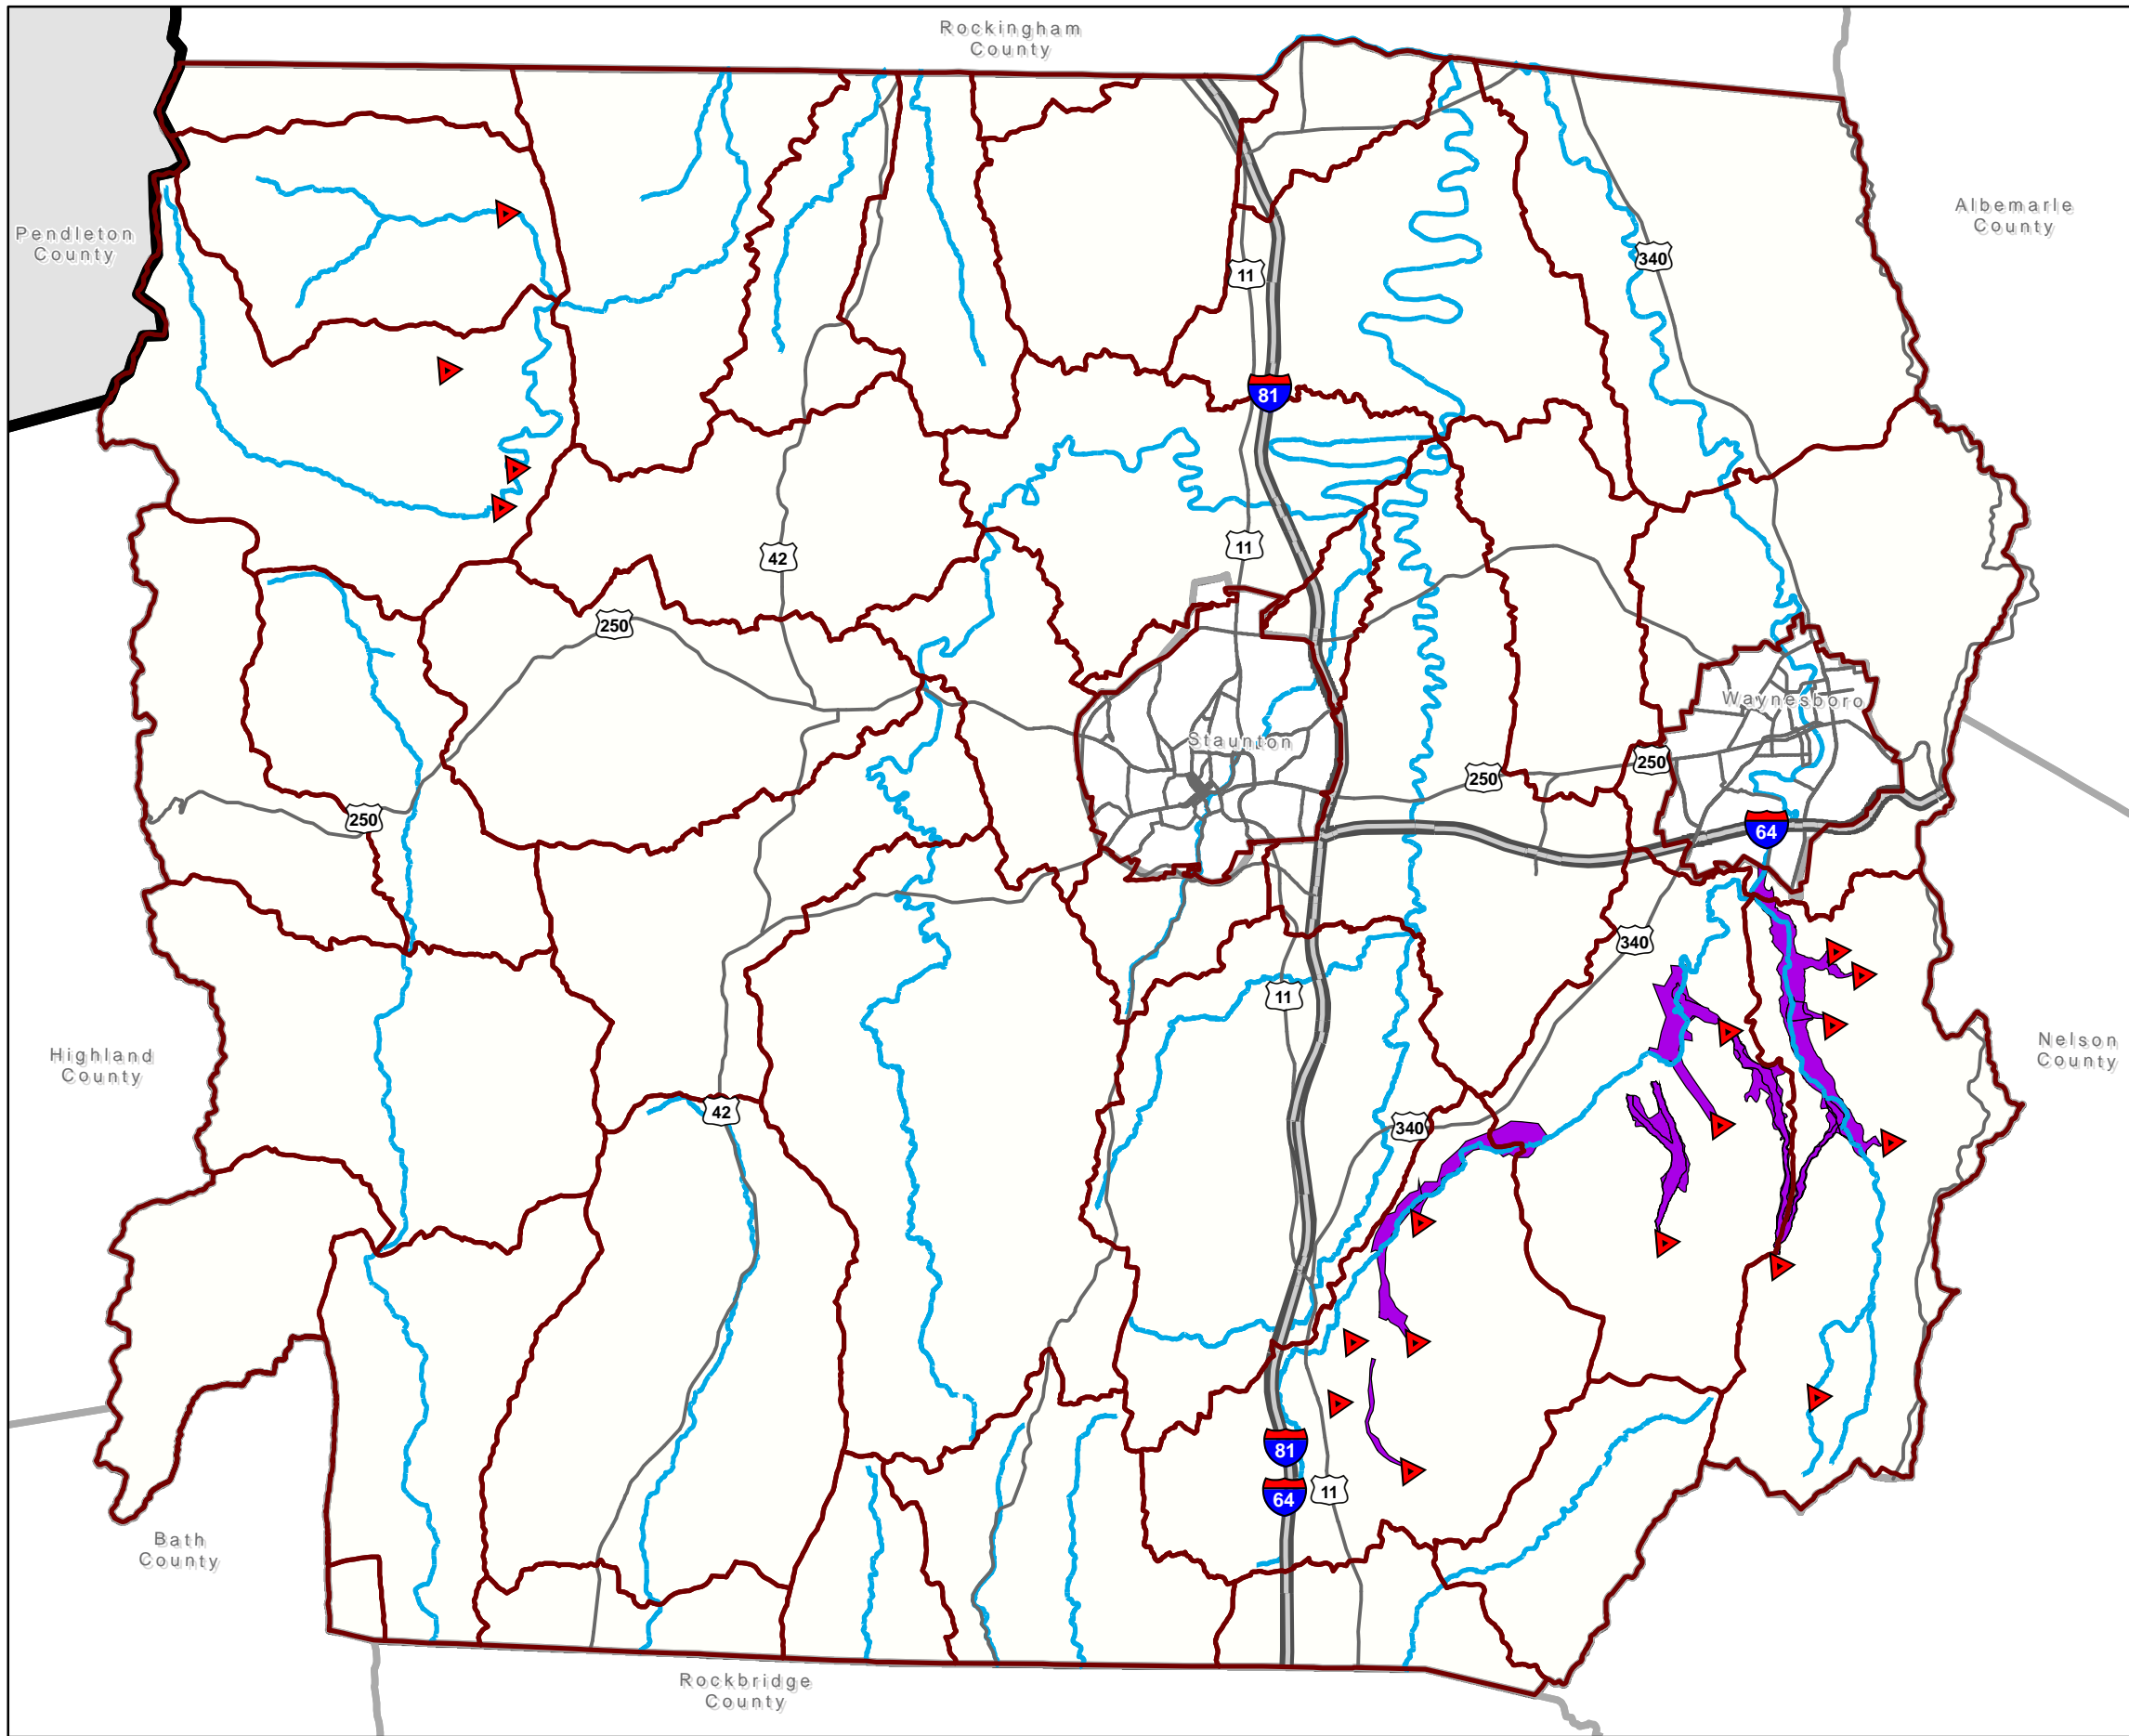 Rockingham
County
Albemarle
County
Pendleton
County
340
11
81
42
11
250
Waynesboro
Staunton
250
250
250
64
340
11
Highland
County
Nelson
County
42
340
81
64
11
Bath
County
Rockbridge
County